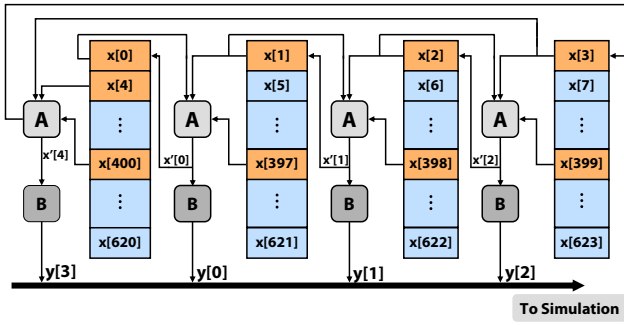 x[0] x[1] x[2] x[3]
x[4] x[5] x[6] x[7]
A A A A
⋮ ⋮ ⋮ ⋮
x'[4] x'[0] x'[1] x'[2]
x[400] x[397] x[398] x[399]
B B B B
⋮ ⋮ ⋮ ⋮
x[620] x[621] x[622] x[623]
y[3] y[0] y[1] y[2]
To Simulation